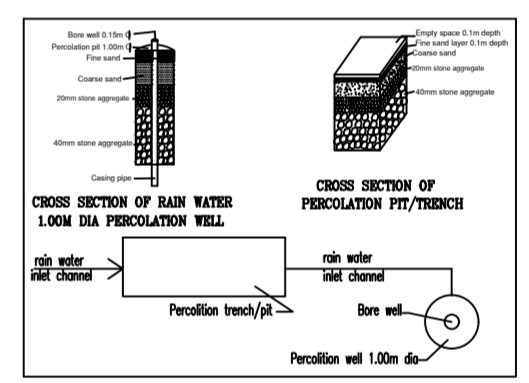 Bore well 0.15m
Percolation pit 1.00m
Fine sand
Coarse sand
20mm stone aggregate
40mm stone aggregate
Casing pipe
CROSS SECTION OF RAIN WATER
1.00M DIA PERCOLATION WELL
Empty space 0.1m depth
Fine sand layer 0.1m depth
Coarse sand
20mm stone aggregate
40mm stone aggregate
CROSS SECTION OF
PERCOLATION PIT/TRENCH
rain water
inlet channel
Percolition trench/pit
rain water
inlet channel
Bore well
Percolition well 1.00m dia